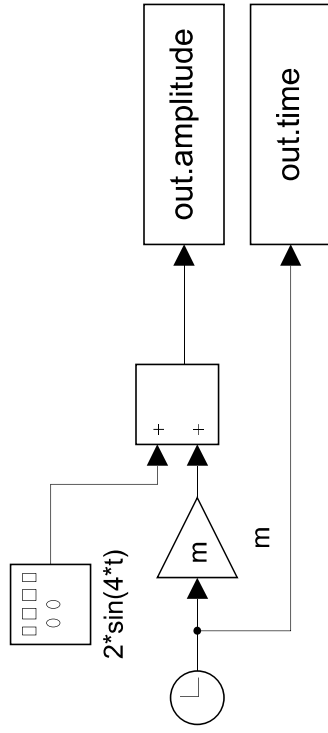 2*sin(4*t)
m
m
+
+
out.amplitude
out.time